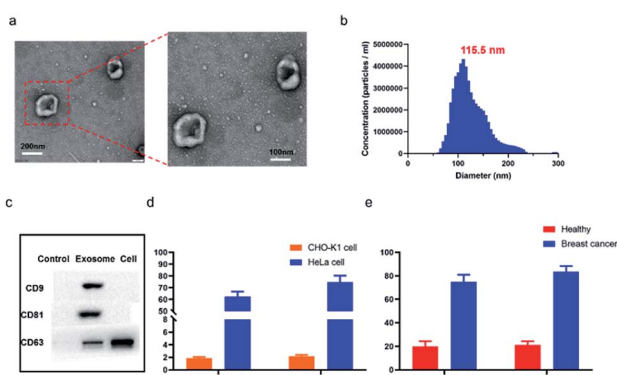 a
200nm
100nm
b
115.5 nm
Concentration (particles / ml)
5000000
4000000
3000000
2000000
1000000
0
0 100 200 300
Diameter (nm)
c
Control Exosome Cell
CD9
CD81
CD63
d
CHO-K1 cell
HeLa cell
100
90
80
70
60
50
8
6
4
2
0
e
Healthy
Breast cancer
100
80
60
40
20
0